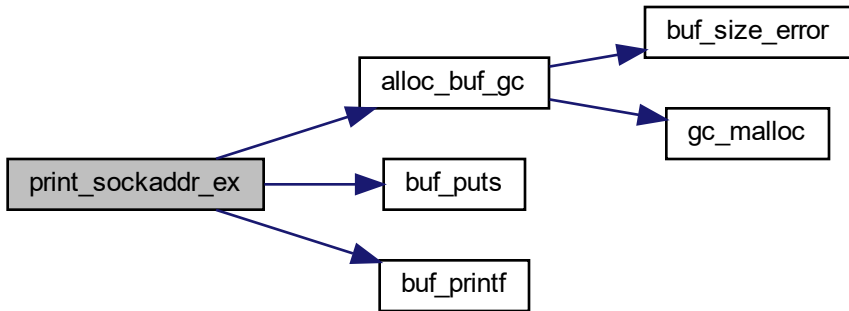 buf_size_error
alloc_buf_gc
gc_malloc
print_sockaddr_ex
buf_puts
buf_printf